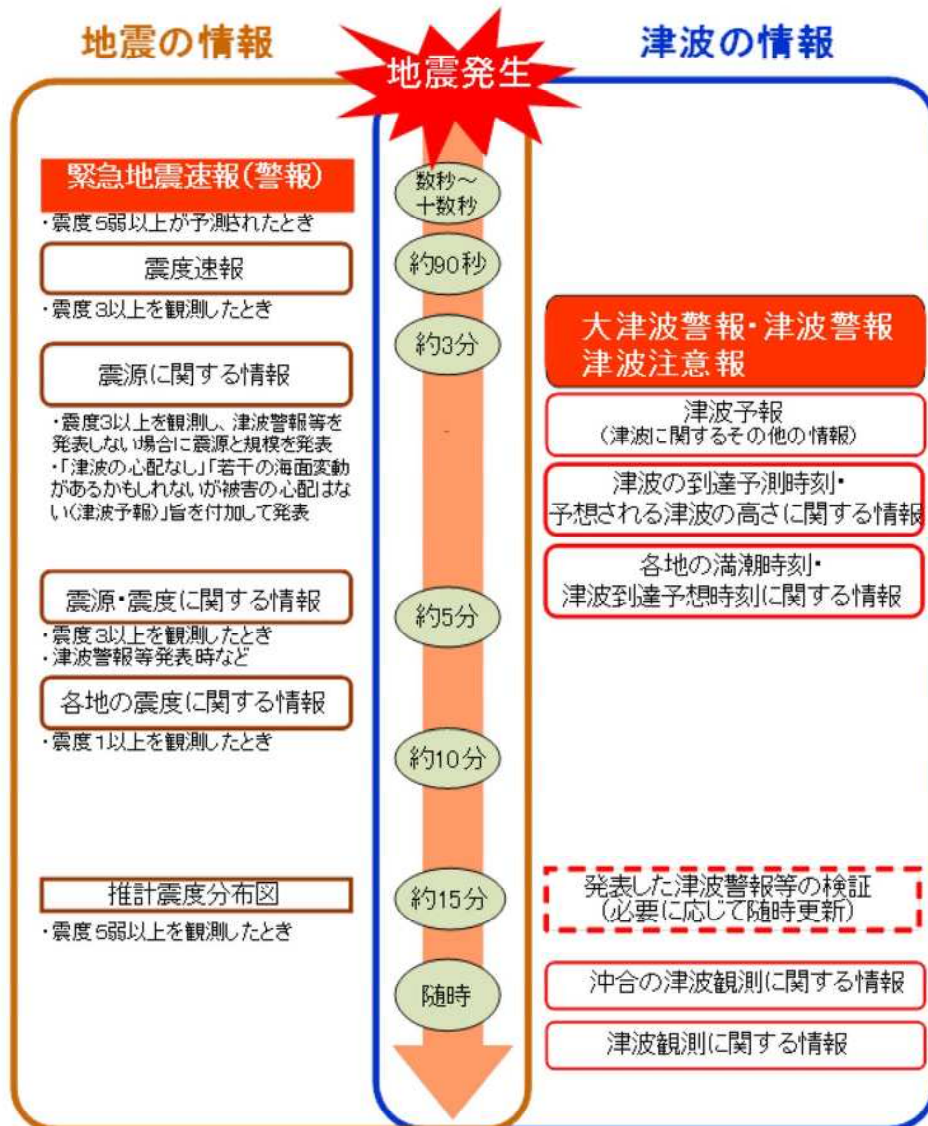 地震の情報
津波の情報
地震発生
緊急地震速報(警報)
・震度5弱以上が予測されたとき
数秒～
十数秒
震度速報
・震度3以上を観測したとき
約90秒
震源に関する情報
・震度3以上を観測し、津波警報等を
発表しない場合に震源と規模を発表
・「津波の心配なし」「若干の海面変動
があるかもしれないが被害の心配はな
い(津波予報)」旨を付加して発表
約3分
大津波警報・津波警報
津波注意報
津波予報
(津波に関するその他の情報)
津波の到達予測時刻・
予想される津波の高さに関する情報
各地の満潮時刻・
津波到達予想時刻に関する情報
震源・震度に関する情報
・震度3以上を観測したとき
・津波警報等発表時など
約5分
各地の震度に関する情報
・震度1以上を観測したとき
約10分
推計震度分布図
・震度5弱以上を観測したとき
約15分
発表した津波警報等の検証
(必要に応じて随時更新)
随時
沖合の津波観測に関する情報
津波観測に関する情報